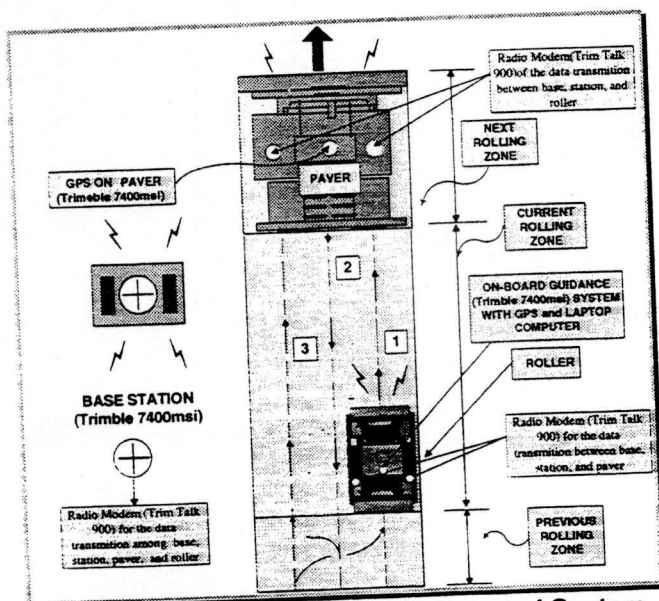 Radio Modem (Trim Talk
900)of the data transmition
between base, station, and
roller
NEXT
ROLLING
ZONE
GPS ON PAVER
(Trimeble 7400msi)
PAVER
CURRENT
ROLLING
ZONE
2
ON-BOARD GUIDANCE
(Trimble 7400msi) SYSTEM
WITH GPS and LAPTOP
COMPUTER
3
1
ROLLER
BASE STATION
(Trimble 7400msi)
Radio Modem (Trim Talk
900) for the data
transmition between base,
station, and paver
Radio Modem (Trim Talk
900) for the data
transmition among base,
station, paver, and roller
PREVIOUS
ROLLING
ZONE